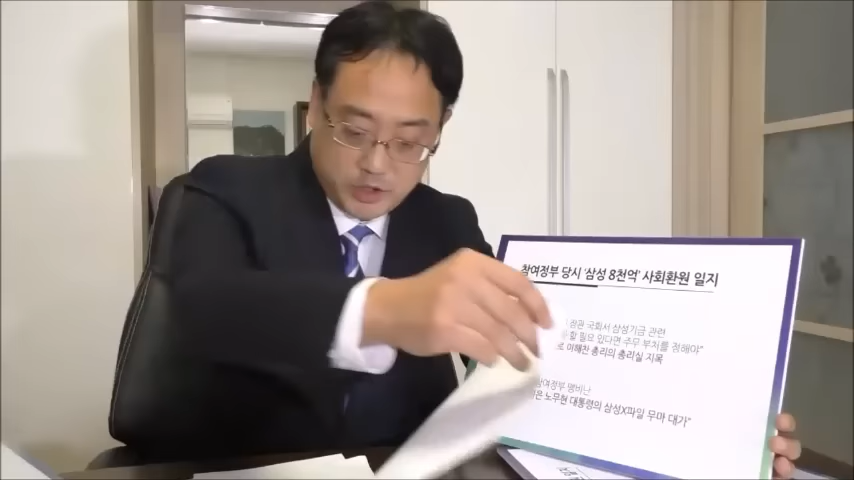 참여정부 당시 '삼성 8천억' 사회환원 일지
장관 국회서 삼성기금 관련
할 필요 있다면 주무 부처를 정해야"
이해찬 총리의 총리실 지목
참여정부 맹비난
노무현 대통령의 삼성X파일 무마 대가"